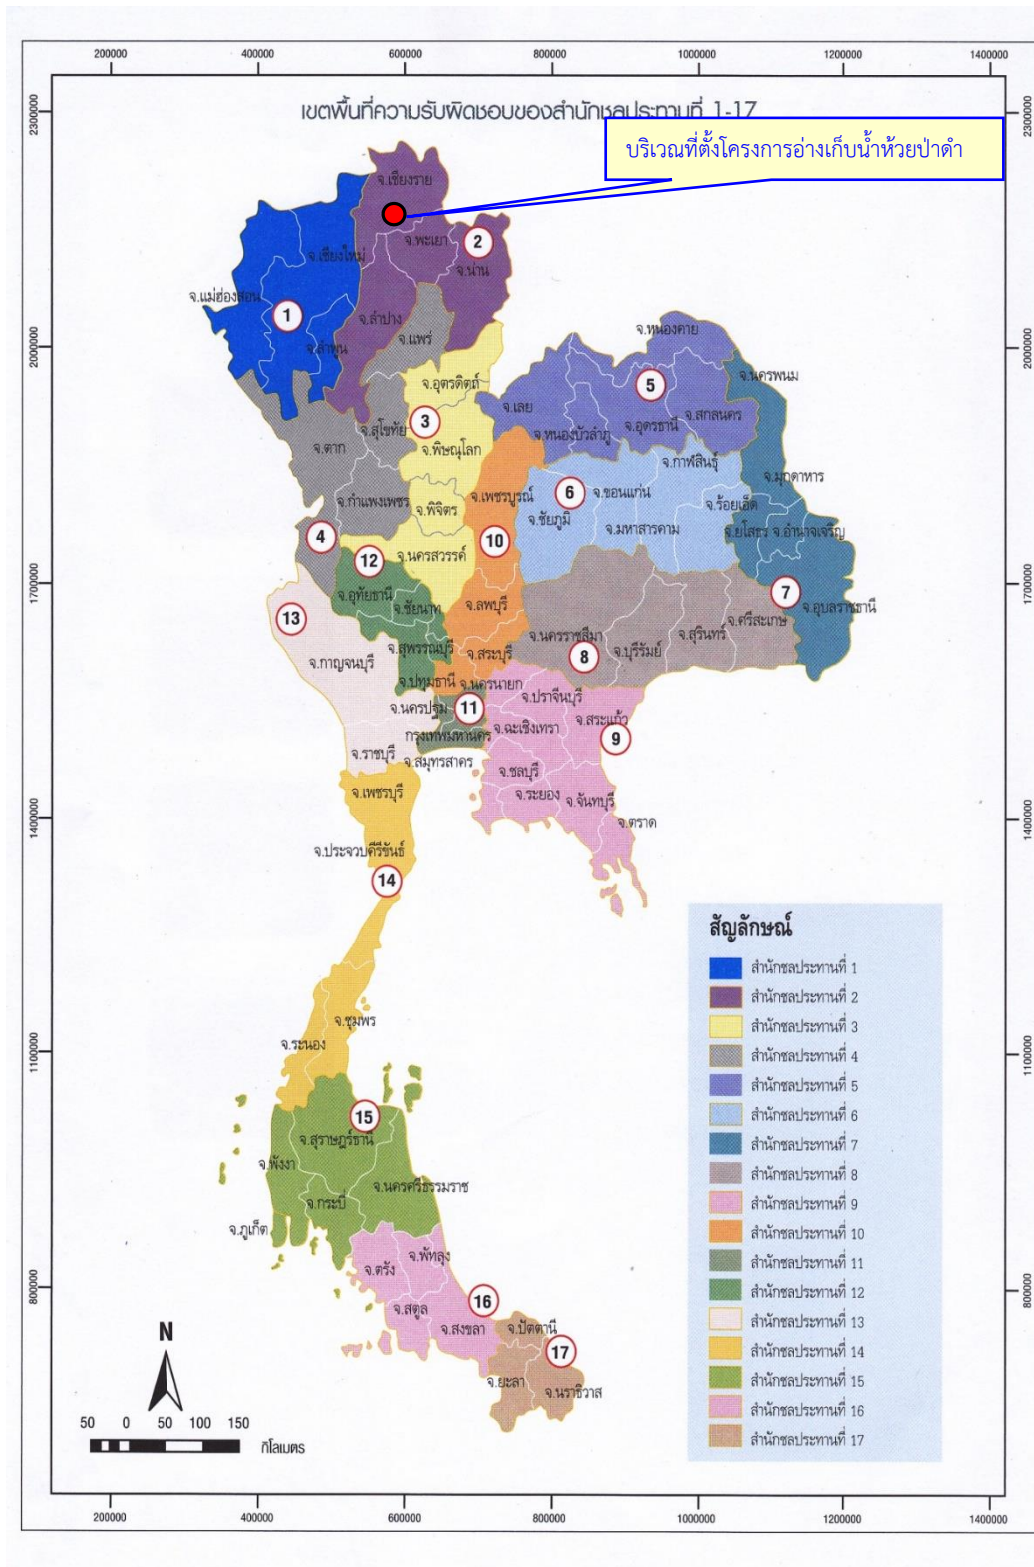 200000 400000 600000 800000 1000000 1200000 1400000
เขตพื้นที่ความรับผิดชอบของสำนักชลประทานที่ 1-17
บริเวณที่ตั้งโครงการอ่างเก็บน้ำห้วยป่าดำ
2300000 2300000
จ.เชียงราย
จ.พะเยา
2
จ.เชียงใหม่
จ.น่าน
จ.แม่ฮ่องสอน
1
จ.ลำปาง
จ.หนองคาย
จ.แพร่
จ.ลำพูน
2000000 2000000
จ.นครพนม
5
จ.อุตรดิตถ์
จ.เลย
จ.สกลนคร
3
จ.อุดรธานี
จ.สุโขทัย
จ.หนองบัวลำภู
จ.ตาก
จ.พิษณุโลก
จ.กาฬสินธุ์
จ.มุกดาหาร
6
จ.ขอนแก่น
จ.เพชรบูรณ์
จ.กำแพงเพชร
จ.พิจิตร
จ.ร้อยเอ็ด
จ.ชัยภูมิ
จ.มหาสารคาม
จ.ยโสธร
จ.อำนาจเจริญ
4
10
จ.นครสวรรค์
12
1700000 1700000
7
จ.อุทัยธานี
จ.ชัยนาท
จ.ลพบุรี
จ.อุบลราชธานี
13
จ.ศรีสะเกษ
จ.นครราชสีมา
จ.สุรินทร์
จ.สุพรรณบุรี
จ.สระบุรี
8
จ.บุรีรัมย์
จ.กาญจนบุรี
จ.ปทุมธานี
จ.นครนายก
จ.ปราจีนบุรี
จ.นครปฐม
11
จ.สระแก้ว
จ.ฉะเชิงเทรา
กรุงเทพมหานคร
9
จ.ราชบุรี
จ.สมุทรสาคร
จ.ชลบุรี
จ.เพชรบุรี
จ.ระยอง
จ.จันทบุรี
1400000 1400000
จ.ตราด
จ.ประจวบคีรีขันธ์
14
จ.ชุมพร
จ.ระนอง
1100000 1100000
15
จ.สุราษฎร์ธานี
จ.พังงา
จ.นครศรีธรรมราช
จ.กระบี่
จ.ภูเก็ต
จ.พัทลุง
จ.ตรัง
800000 800000
16
จ.สตูล
จ.สงขลา
จ.ปัตตานี
17
จ.ยะลา
จ.นราธิวาส
สัญลักษณ์
สำนักชลประทานที่ 1
สำนักชลประทานที่ 2
สำนักชลประทานที่ 3
สำนักชลประทานที่ 4
สำนักชลประทานที่ 5
สำนักชลประทานที่ 6
สำนักชลประทานที่ 7
สำนักชลประทานที่ 8
สำนักชลประทานที่ 9
สำนักชลประทานที่ 10
สำนักชลประทานที่ 11
สำนักชลประทานที่ 12
สำนักชลประทานที่ 13
สำนักชลประทานที่ 14
สำนักชลประทานที่ 15
สำนักชลประทานที่ 16
สำนักชลประทานที่ 17
N
50 0 50 100 150
กิโลเมตร
200000 400000 600000 800000 1000000 1200000 1400000